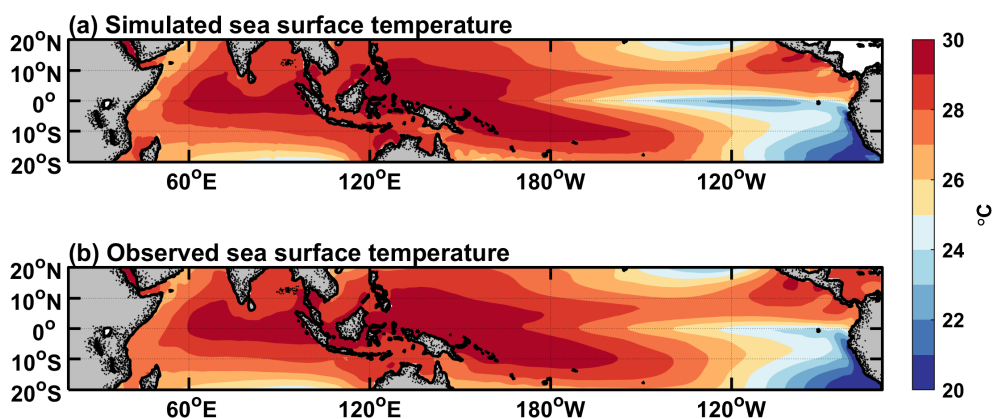 (a) Simulated sea surface temperature
20°N
10°N
0°
10°S
20°S
60°E 120°E 180°W 120°W
(b) Observed sea surface temperature
20°N
10°N
0°
10°S
20°S
60°E 120°E 180°W 120°W
30
28
26
24
22
20
°C